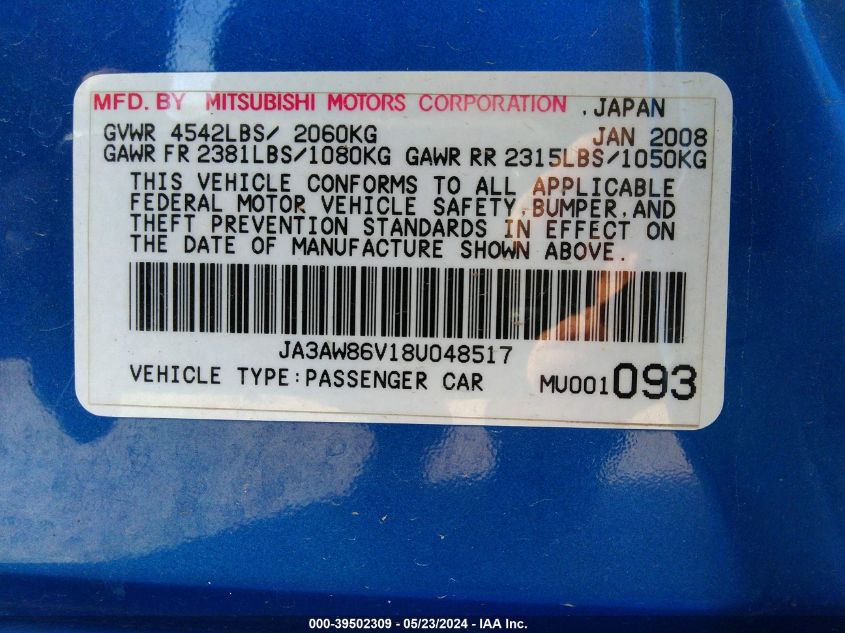 MFD. BY MITSUBISHI MOTORS CORPORATION , JAPAN
GVWR 4542LBS/ 2060KG JAN 2008
GAWR FR 2381LBS/1080KG GAWR RR 2315LBS/1050KG
THIS VEHICLE CONFORMS TO ALL APPLICABLE
FEDERAL MOTOR VEHICLE SAFETY, BUMPER, AND
THEFT PREVENTION STANDARDS IN EFFECT ON
THE DATE OF MANUFACTURE SHOWN ABOVE.
JA3AW86V18U048517
VEHICLE TYPE:PASSENGER CAR MU001093
000-39502309 - 05/23/2024 - IAA Inc.